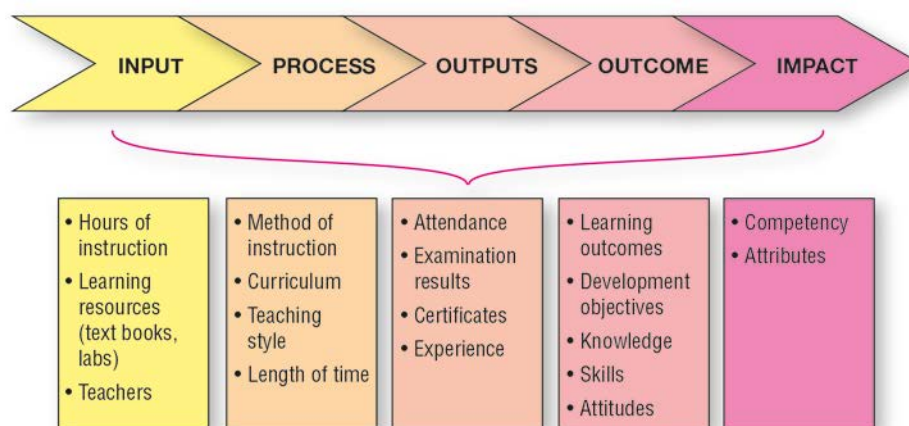 INPUT
PROCESS
OUTPUTS
OUTCOME
IMPACT
• Hours of
instruction
• Learning
resources
(text books,
labs)
• Teachers
• Method of
instruction
• Curriculum
• Teaching
style
• Length of time
• Attendance
• Examination
results
• Certificates
• Experience
• Learning
outcomes
• Development
objectives
• Knowledge
• Skills
• Attitudes
• Competency
• Attributes